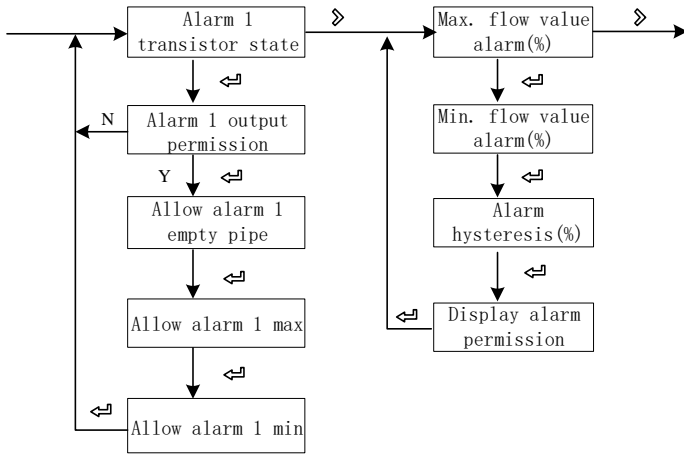 Alarm 1
transistor state
Max. flow value
alarm(%)
N
Alarm 1 output
permission
Min. flow value
alarm(%)
Y
Allow alarm 1
empty pipe
Alarm
hysteresis(%)
Allow alarm 1 max
Display alarm
permission
Allow alarm 1 min